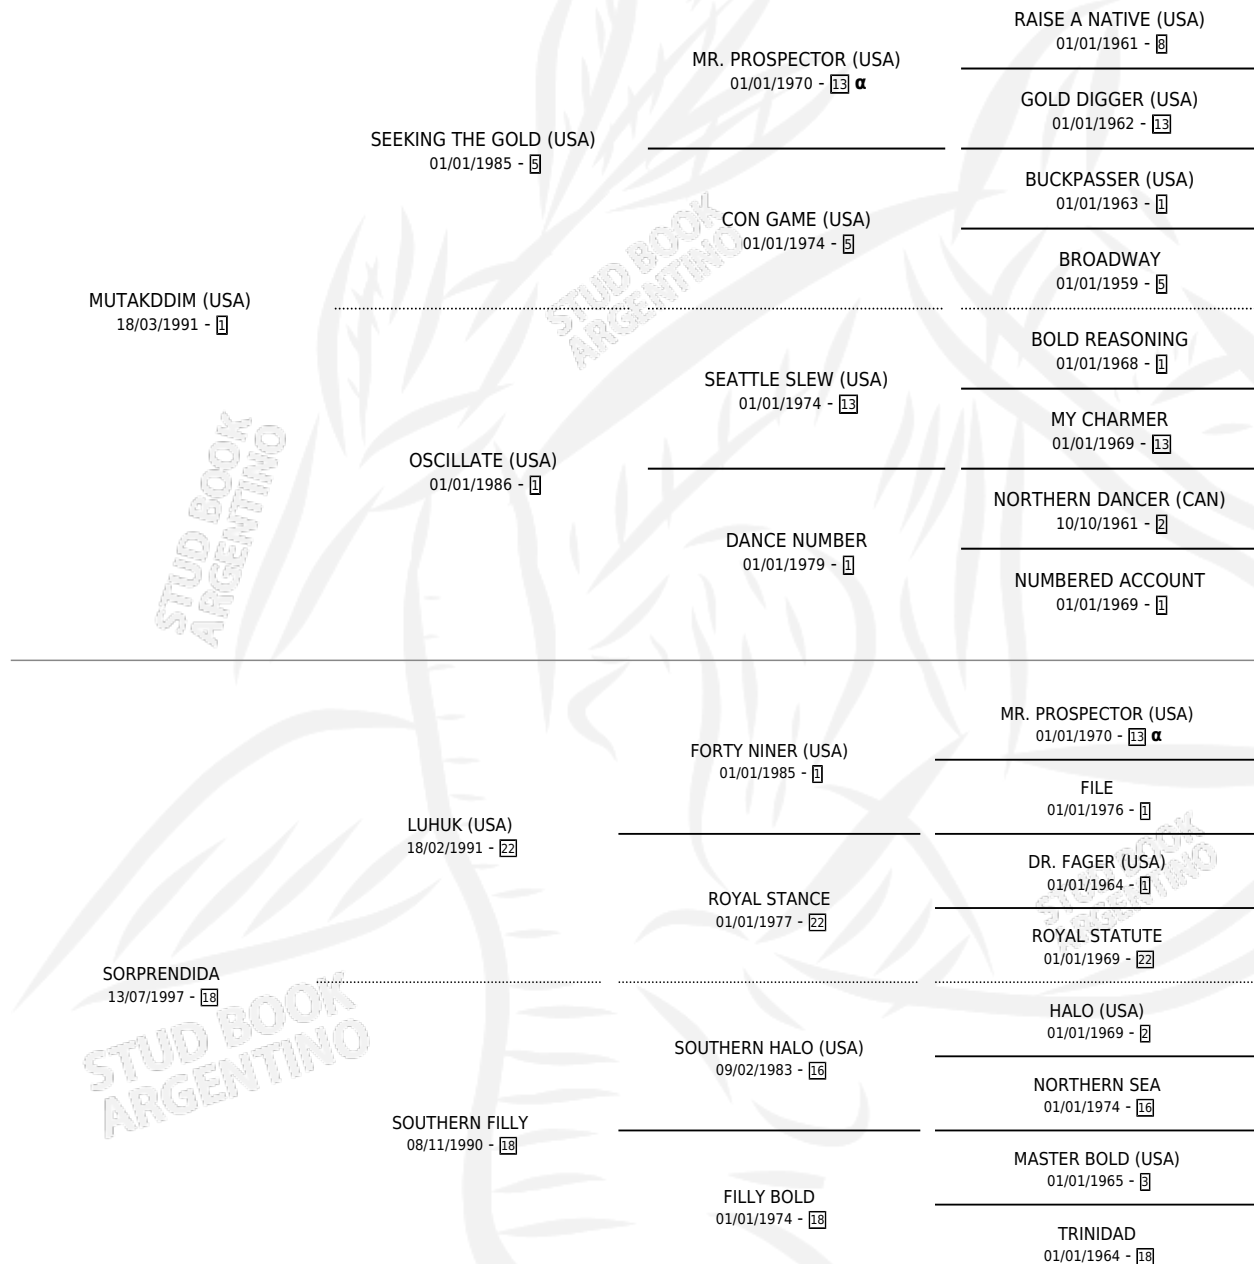 RAISE A NATIVE (USA)
01/01/1961 - 8
MR. PROSPECTOR (USA)
01/01/1970 - 13 α
GOLD DIGGER (USA)
01/01/1962 - 13
SEEKING THE GOLD (USA)
01/01/1985 - 5
BUCKPASSER (USA)
01/01/1963 - 1
CON GAME (USA)
01/01/1974 - 5
BROADWAY
01/01/1959 - 5
MUTAKDDIM (USA)
18/03/1991 - 1
BOLD REASONING
01/01/1968 - 1
SEATTLE SLEW (USA)
01/01/1974 - 13
MY CHARMER
01/01/1969 - 13
OSCILLATE (USA)
01/01/1986 - 1
NORTHERN DANCER (CAN)
10/10/1961 - 2
DANCE NUMBER
01/01/1979 - 1
NUMBERED ACCOUNT
01/01/1969 - 1
MR. PROSPECTOR (USA)
01/01/1970 - 13 α
FORTY NINER (USA)
01/01/1985 - 1
FILE
01/01/1976 - 1
LUHUK (USA)
18/02/1991 - 22
DR. FAGER (USA)
01/01/1964 - 1
ROYAL STANCE
01/01/1977 - 22
ROYAL STATUTE
01/01/1969 - 22
SORPRENDIDA
13/07/1997 - 18
HALO (USA)
01/01/1969 - 2
SOUTHERN HALO (USA)
09/02/1983 - 16
NORTHERN SEA
01/01/1974 - 16
SOUTHERN FILLY
08/11/1990 - 18
MASTER BOLD (USA)
01/01/1965 - 3
FILLY BOLD
01/01/1974 - 18
TRINIDAD
01/01/1964 - 18
STUD BOOK
ARGENTINO
STUD BOOK
ARGENTINO
STUD BOOK
ARGENTINO
STUD BOOK
ARGENTINO